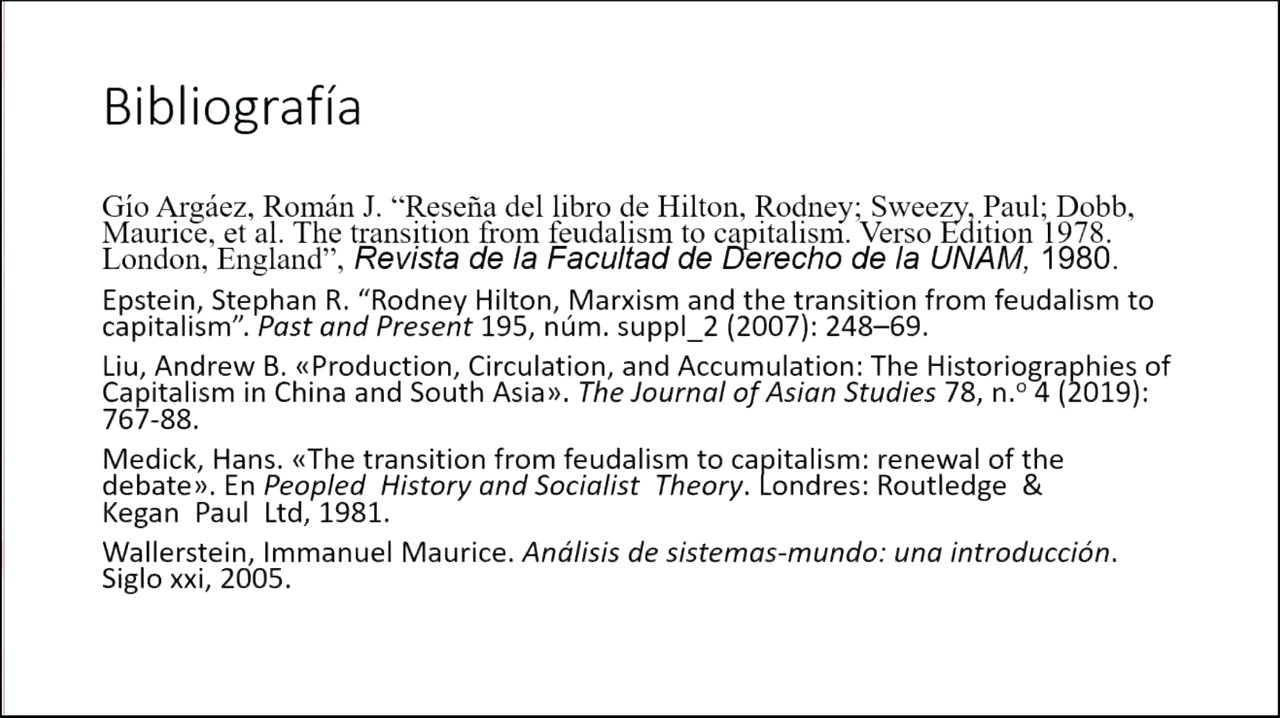 Bibliografía
Gío Argáez, Román J. “Reseña del libro de Hilton, Rodney; Sweezy, Paul; Dobb,
Maurice, et al. The transition from feudalism to capitalism. Verso Edition 1978.
London, England”, Revista de la Facultad de Derecho de la UNAM, 1980.
Epstein, Stephan R. “Rodney Hilton, Marxism and the transition from feudalism to
capitalism”. Past and Present 195, núm. suppl_2 (2007): 248–69.
Liu, Andrew B. «Production, Circulation, and Accumulation: The Historiographies of
Capitalism in China and South Asia». The Journal of Asian Studies 78, n.º 4 (2019):
767-88.
Medick, Hans. «The transition from feudalism to capitalism: renewal of the
debate». En Peopled History and Socialist Theory. Londres: Routledge &
Kegan Paul Ltd, 1981.
Wallerstein, Immanuel Maurice. Análisis de sistemas-mundo: una introducción.
Siglo xxi, 2005.